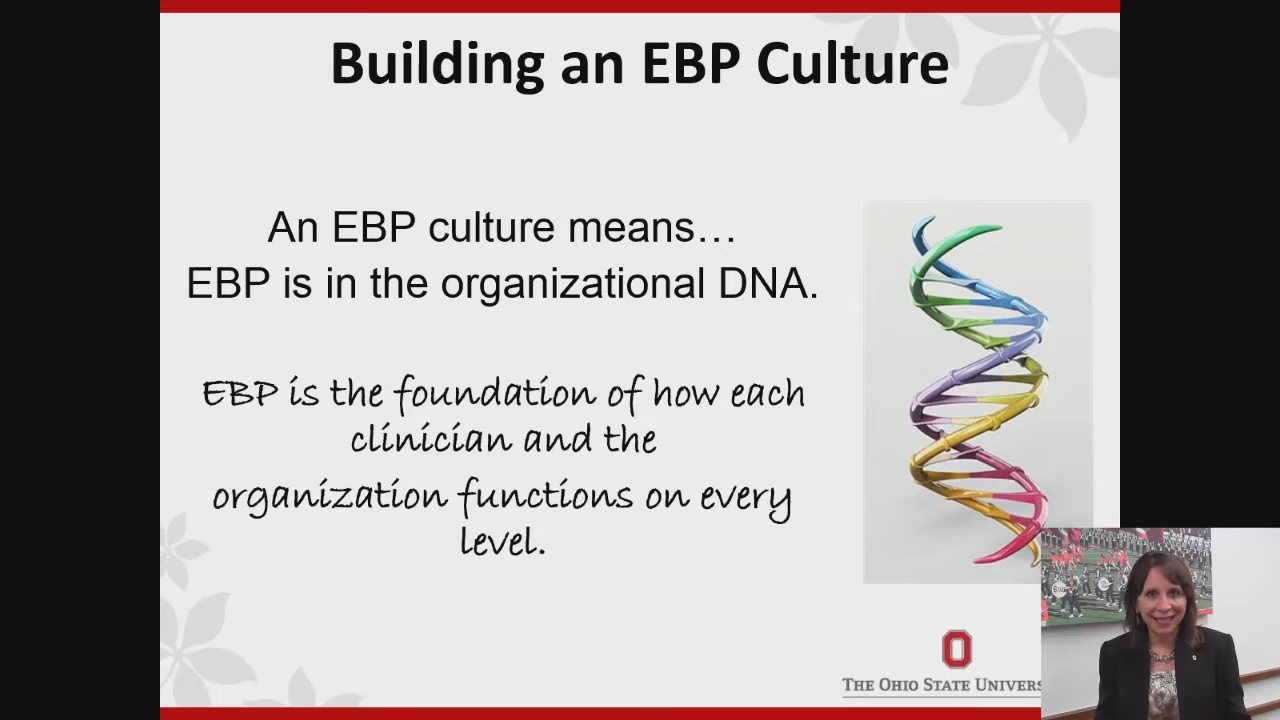 Building an EBP Culture
An EBP culture means…
EBP is in the organizational DNA.
EBP is the foundation of how each
clinician and the
organization functions on every
level.
THE OHIO STATE